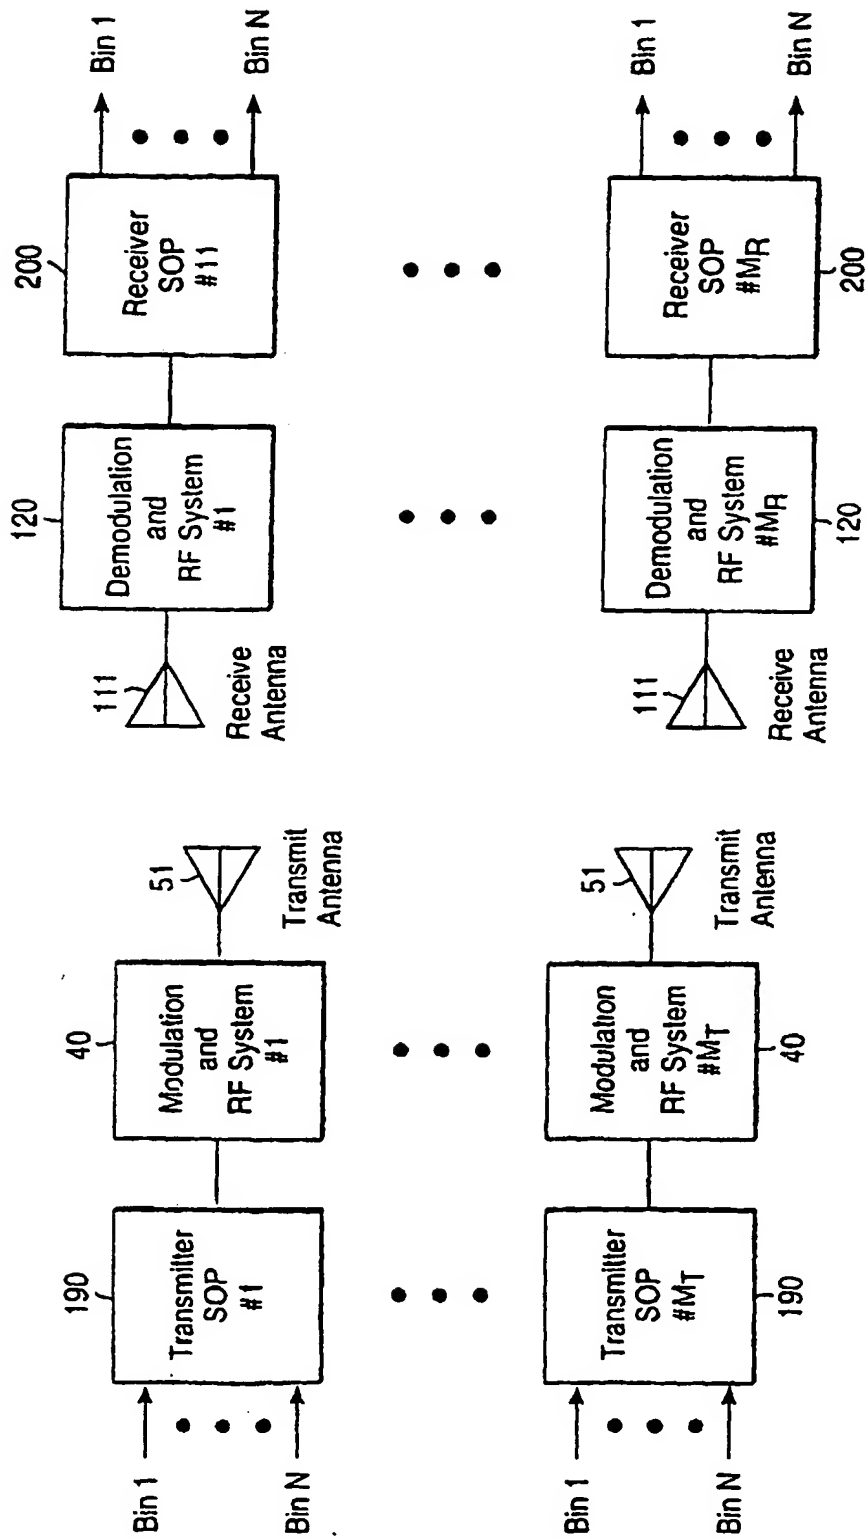 Bin 1
Bin N
190
Transmitter
SOP
#1
40
Modulation
and
RF System
#1
51
Transmit
Antenna
111
Receive
Antenna
120
Demodulation
and
RF System
#1
200
Receiver
SOP
#11
Bin 1
Bin N
Bin 1
Bin N
Transmitter
SOP
#MT
190
Modulation
and
RF System
#MT
40
51
Transmit
Antenna
111
Receive
Antenna
Demodulation
and
RF System
#MR
120
Receiver
SOP
#MR
200
Bin 1
Bin N